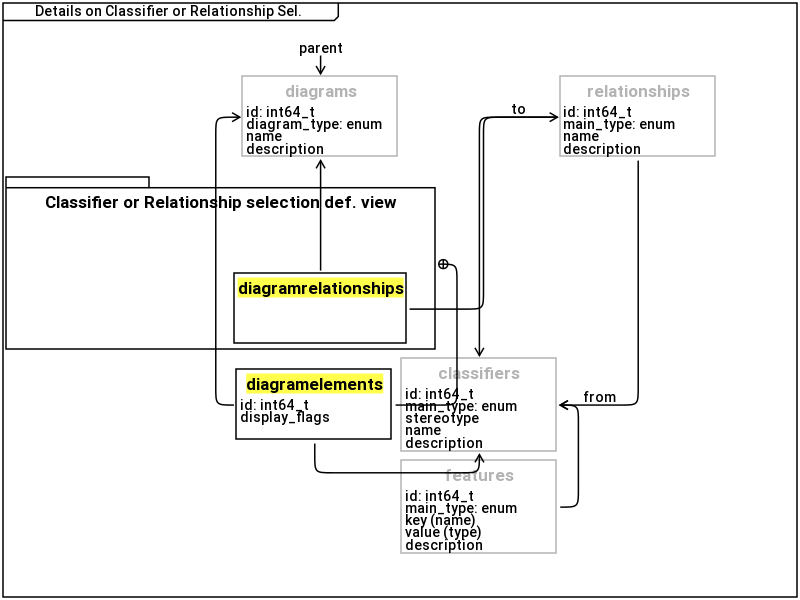 Details on Classifier or Relationship Sel.
parent
diagrams
id: int64_t
diagram_type: enum
name
description
to
relationships
id: int64_t
main_type: enum
name
description
Classifier or Relationship selection def. view
diagramrelationships
diagramelements
id: int64_t
display_flags
classifiers
id: int64_t
main_type: enum
stereotype
name
description
from
features
id: int64_t
main_type: enum
key (name)
value (type)
description